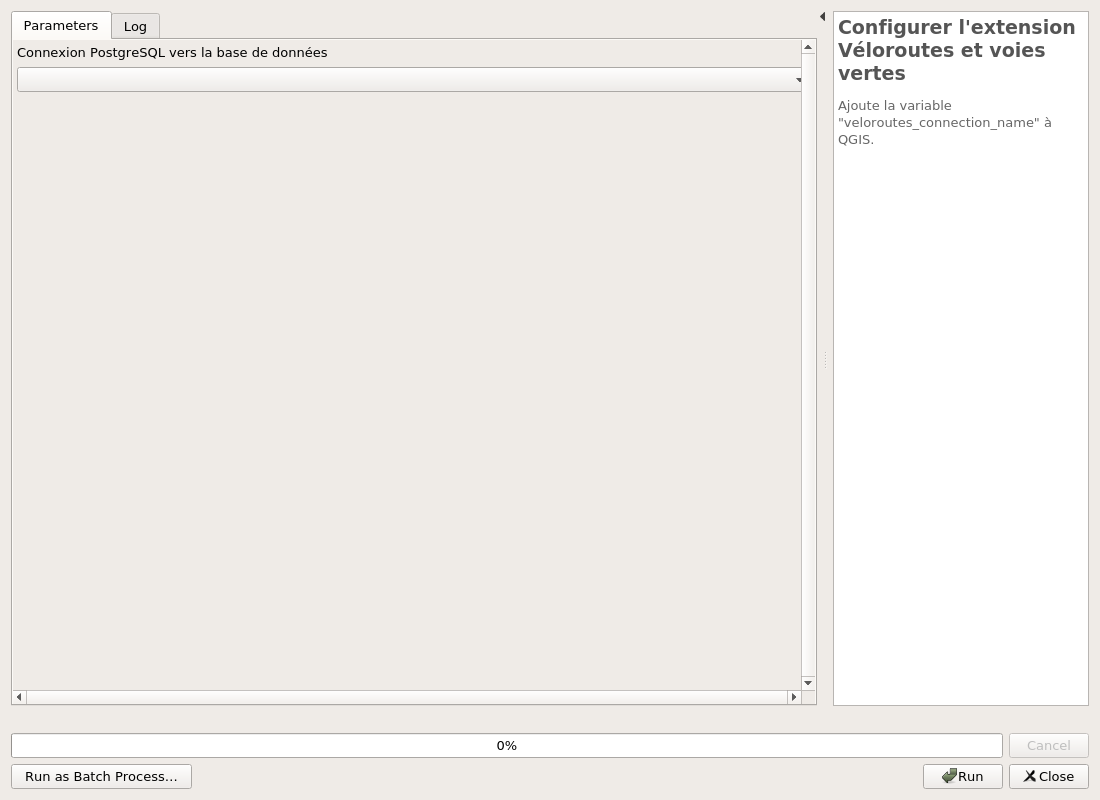 Parameters
Log
Connexion PostgreSQL vers la base de données
Configurer l'extension
Véloroutes et voies
vertes
Ajoute la variable
"veloroutes_connection_name" à
QGIS.
0%
Cancel
Run as Batch Process…
Run
Close